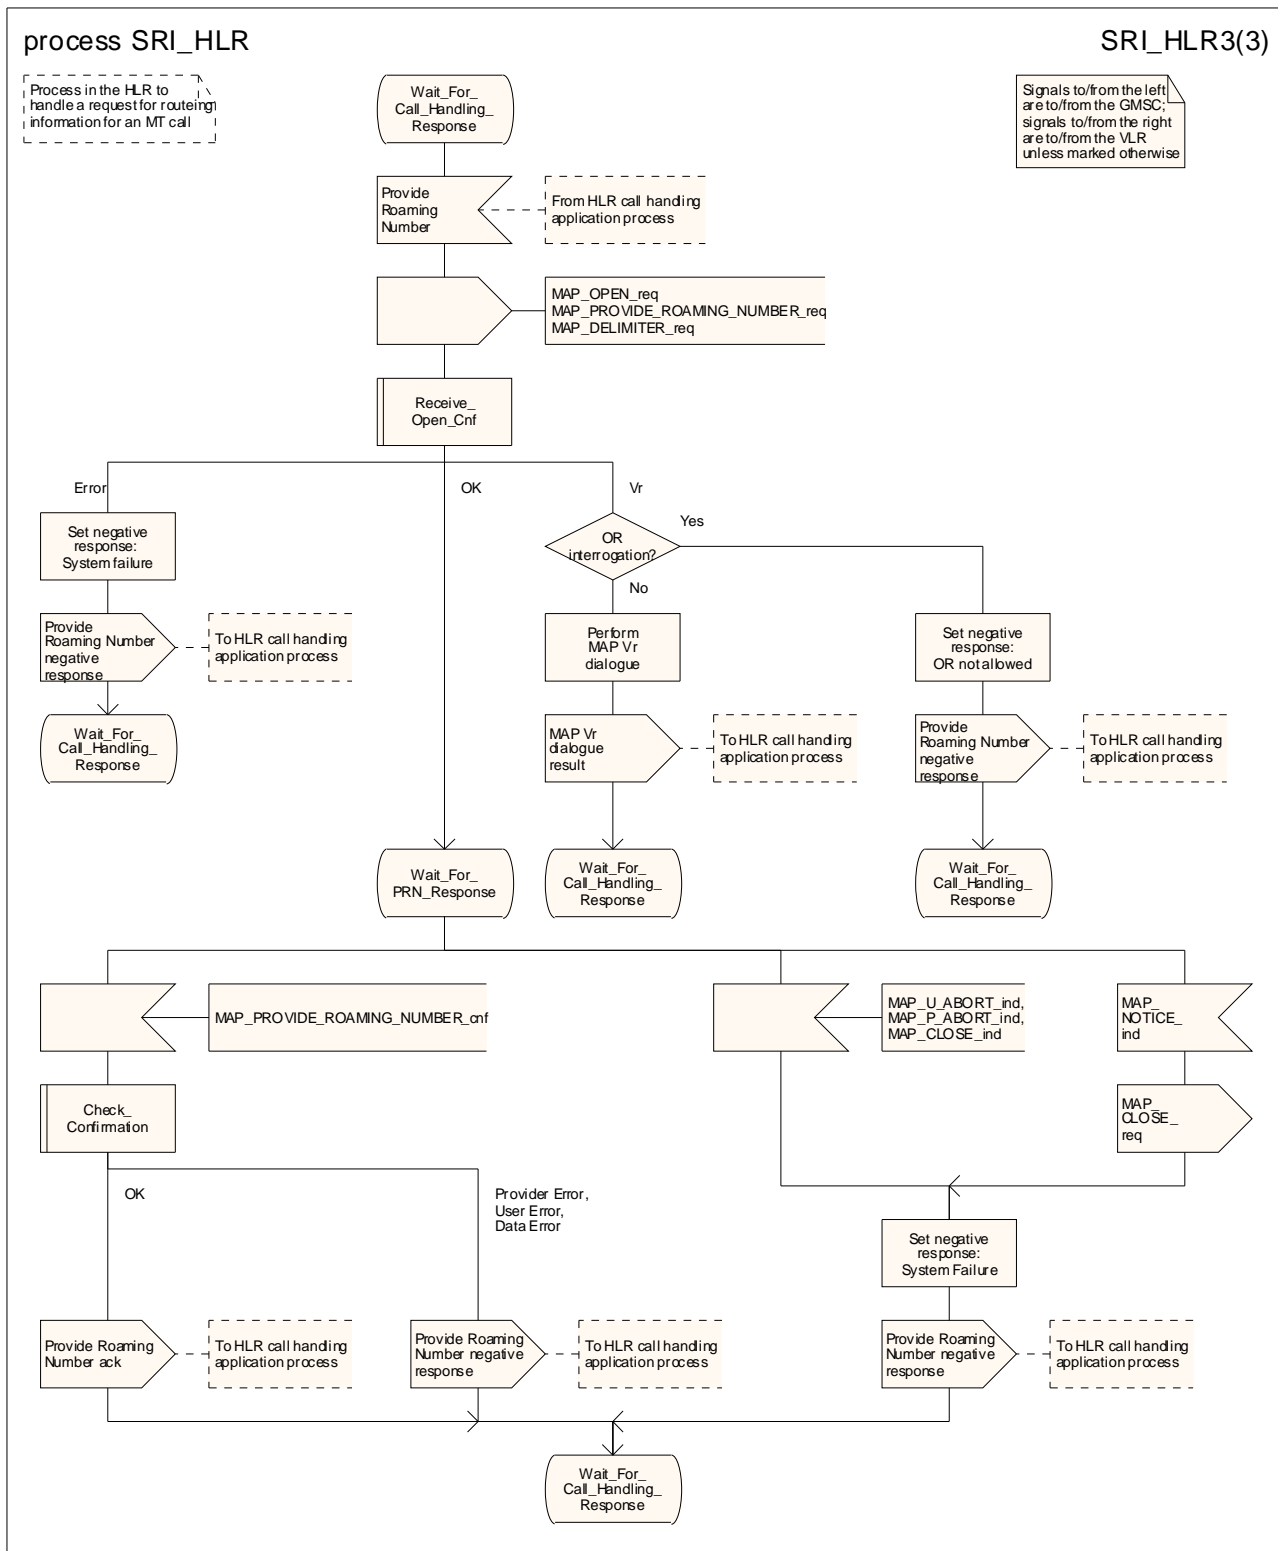 process SRI_HLR
SRI_HLR3(3)
Process in the HLR to
handle a request for routeing
information for an MT call
Wait_For_
Call_Handling_
Response
Signals to/from the left
are to/from the GMSC;
signals to/from the right
are to/from the VLR
unless marked otherwise
Provide
Roaming
Number
From HLR call handling
application process
MAP_OPEN_req
MAP_PROVIDE_ROAMING_NUMBER_req
MAP_DELIMITER_req
Receive_
Open_Cnf
Error
OK
Vr
Set negative
response:
System failure
OR
interrogation?
Yes
No
Provide
Roaming Number
negative
response
To HLR call handling
application process
Perform
MAP Vr
dialogue
Set negative
response:
OR not allowed
Wait_For_
Call_Handling_
Response
MAP Vr
dialogue
result
To HLR call handling
application process
Provide
Roaming Number
negative
response
To HLR call handling
application process
Wait_For_
PRN_Response
Wait_For_
Call_Handling_
Response
Wait_For_
Call_Handling_
Response
MAP_PROVIDE_ROAMING_NUMBER_cnf
MAP_U_ABORT_ind,
MAP_P_ABORT_ind,
MAP_CLOSE_ind
MAP_
NOTICE_
ind
Check_
Confirmation
MAP_
CLOSE_
req
OK
Provider Error,
User Error,
Data Error
Set negative
response:
System Failure
Provide Roaming
Number ack
To HLR call handling
application process
Provide Roaming
Number negative
response
To HLR call handling
application process
Provide Roaming
Number negative
response
To HLR call handling
application process
Wait_For_
Call_Handling_
Response